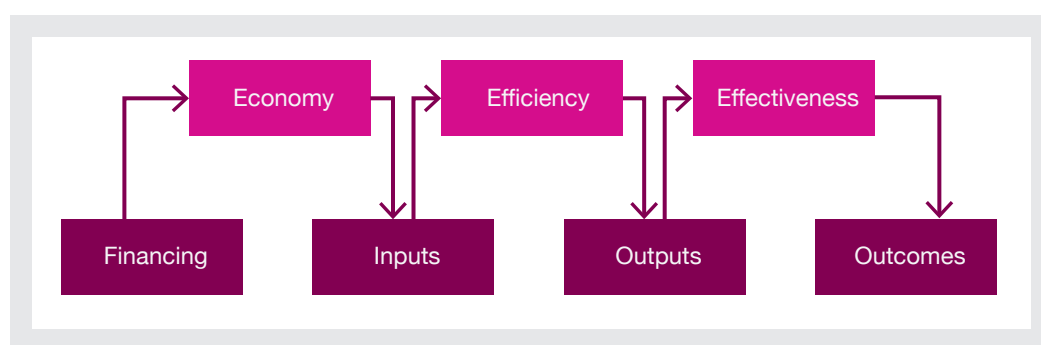 Economy
Efficiency
Effectiveness
Financing
Inputs
Outputs
Outcomes